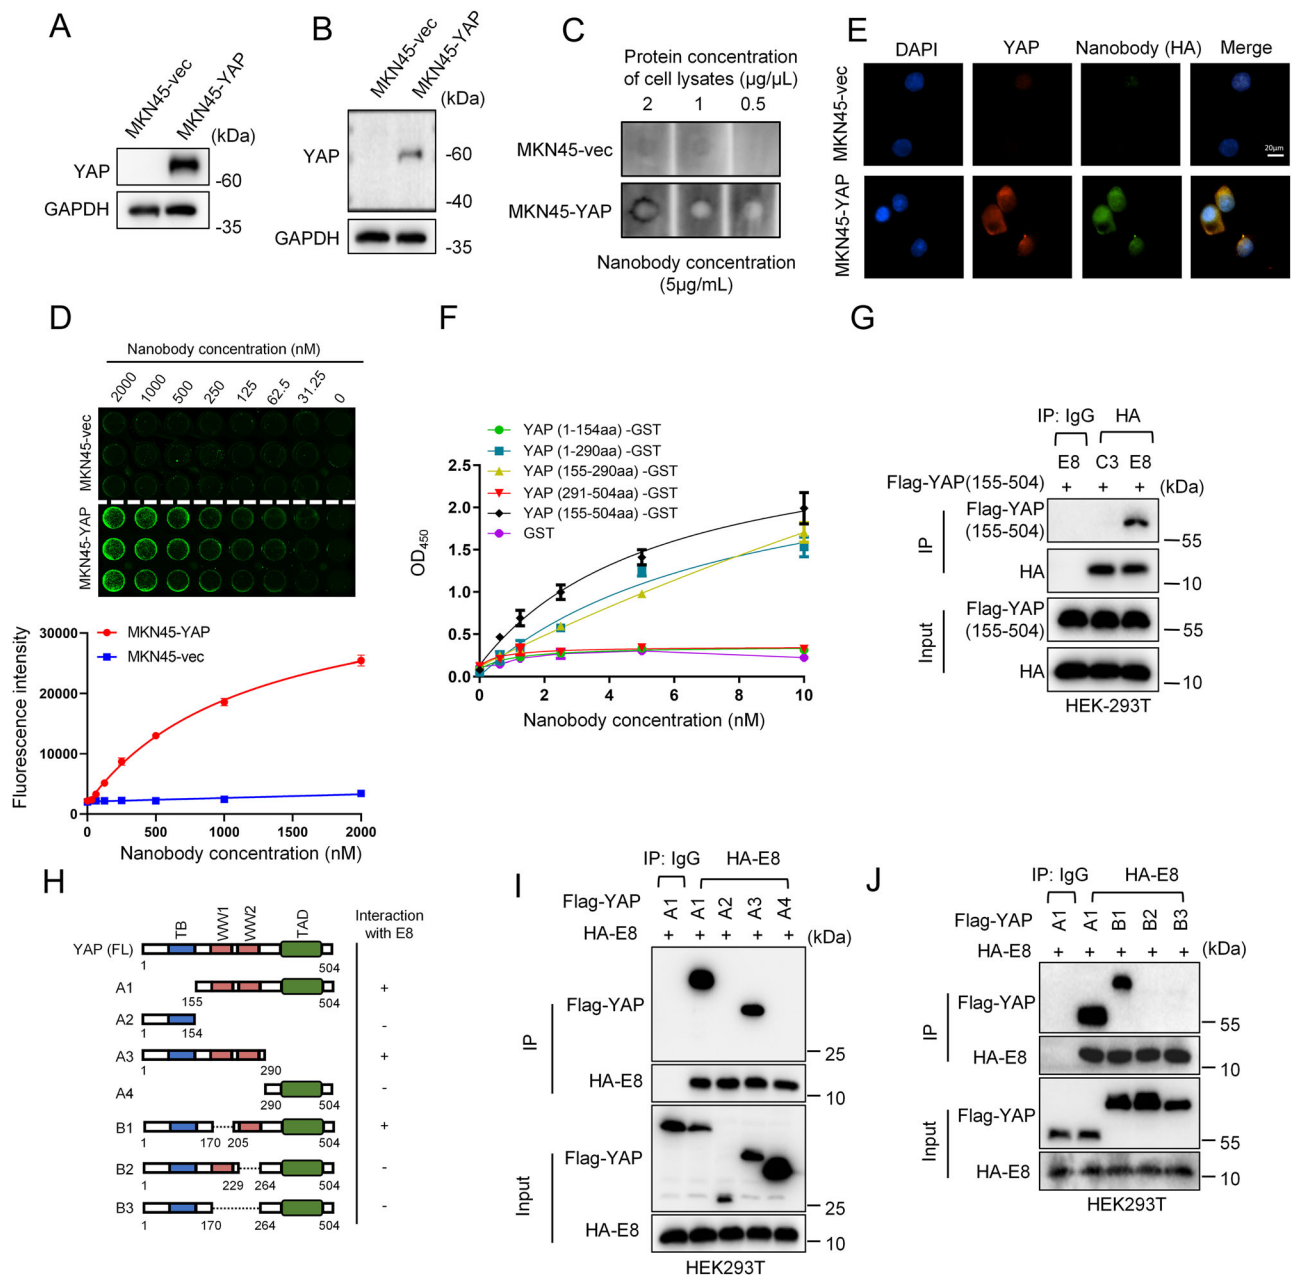 A
MKN45-vec
MKN45-YAP
(kDa)
YAP
-60
GAPDH
-35
B
MKN45-vec
MKN45-YAP
(kDa)
YAP
-60
-40
GAPDH
-35
C
Protein concentration
of cell lysates (µg/µL)
2 1 0.5
MKN45-vec
MKN45-YAP
Nanobody concentration
(5µg/mL)
E
DAPI YAP Nanobody (HA) Merge
MKN45-vec
20µm
MKN45-YAP
D
Nanobody concentration (nM)
2000 1000 500 250 125 62.5 31.25 0
MKN45-vec
MKN45-YAP
Fluorescence intensity
30000
20000
10000
0
MKN45-YAP
MKN45-vec
0 500 1000 1500 2000
Nanobody concentration (nM)
F
YAP (1-154aa) -GST
YAP (1-290aa) -GST
YAP (155-290aa) -GST
YAP (291-504aa) -GST
YAP (155-504aa) -GST
GST
OD450
2.5
2.0
1.5
1.0
0.5
0.0
0 2 4 6 8 10
Nanobody concentration (nM)
G
IP: IgG HA
E8 C3 E8
Flag-YAP(155-504) + + + (kDa)
IP
Flag-YAP
(155-504)
55
HA
10
Input
Flag-YAP
(155-504)
55
HA
10
HEK-293T
H
TB WW1 WW2 TAD
Interaction
with E8
YAP (FL)
1 504
A1 +
155 504
A2 -
1 154
A3 +
1 290
A4 -
290 504
B1 +
1 170 205 504
B2 -
1 229 264 504
B3 -
1 170 264 504
I
IP: IgG HA-E8
Flag-YAP A1 A1 A2 A3 A4
HA-E8 + + + + + (kDa)
IP
Flag-YAP
25
HA-E8
10
Input
Flag-YAP
25
HA-E8
10
HEK293T
J
IP: IgG HA-E8
Flag-YAP A1 A1 B1 B2 B3
HA-E8 + + + + + (kDa)
IP
Flag-YAP
55
HA-E8
10
Input
Flag-YAP
55
HA-E8
10
HEK293T